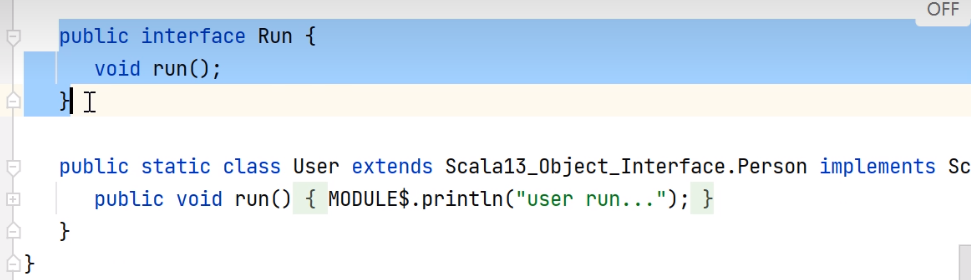 OFF
public interface Run {
void run();
}
public static class User extends Scala13_Object_Interface.Person implements Sc
public void run() { MODULE$.println("user run..."); }
}
}